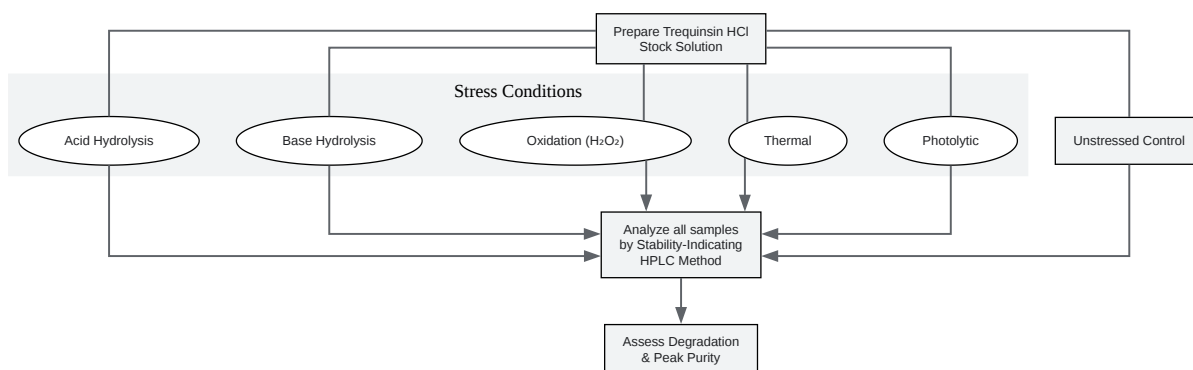 Prepare Trequinsin HCl
Stock Solution
Stress Conditions
Acid Hydrolysis
Base Hydrolysis
Oxidation (H₂O₂)
Thermal
Photolytic
Unstressed Control
Analyze all samples
by Stability-Indicating
HPLC Method
Assess Degradation
& Peak Purity